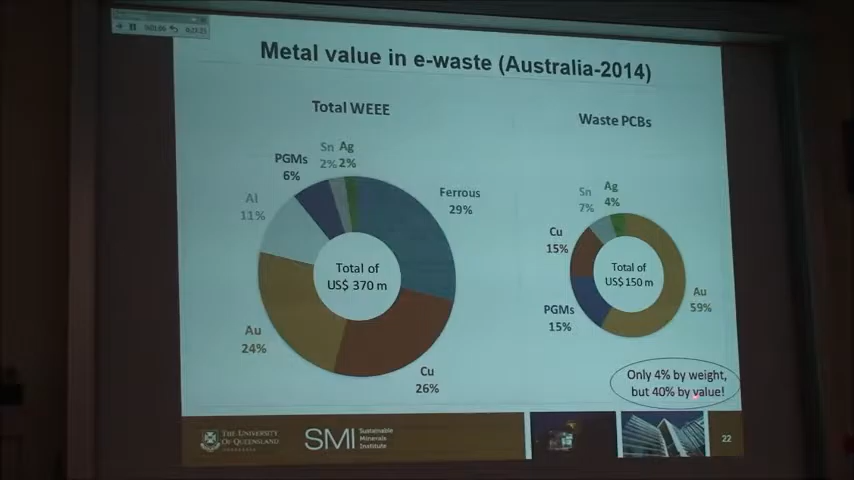 Metal value in e-waste (Australia-2014)
Total WEEE
Sn Ag
2% 2%
PGMs
6%
Al
11%
Ferrous
29%
Total of
US$ 370 m
Au
24%
Cu
26%
Waste PCBs
Sn
7%
Ag
4%
Cu
15%
Total of
US$ 150 m
Au
59%
PGMs
15%
Only 4% by weight,
but 40% by value!
THE UNIVERSITY
OF QUEENSLAND
SMI
Sustainable
Minerals
Institute
22